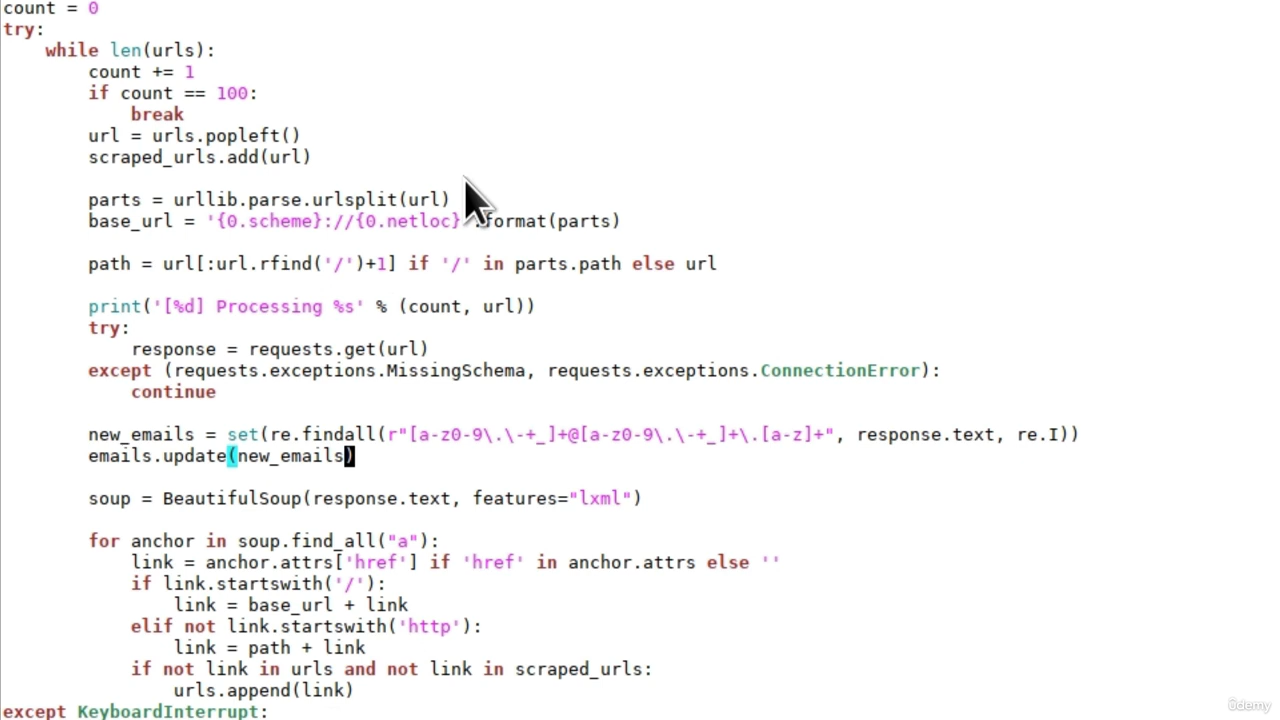 count = 0
try:
    while len(urls):
        count += 1
        if count == 100:
            break
        url = urls.popleft()
        scraped_urls.add(url)

        parts = urllib.parse.urlsplit(url)
        base_url = '{0.scheme}://{0.netloc}'.format(parts)

        path = url[:url.rfind('/')+1] if '/' in parts.path else url

        print('[%d] Processing %s' % (count, url))
        try:
            response = requests.get(url)
        except (requests.exceptions.MissingSchema, requests.exceptions.ConnectionError):
            continue

        new_emails = set(re.findall(r"[a-z0-9\.\-+_]+@[a-z0-9\.\-+_]+\.[a-z]+", response.text, re.I))
        emails.update(new_emails)

        soup = BeautifulSoup(response.text, features="lxml")

        for anchor in soup.find_all("a"):
            link = anchor.attrs['href'] if 'href' in anchor.attrs else ''
            if link.startswith('/'):
                link = base_url + link
            elif not link.startswith('http'):
                link = path + link
            if not link in urls and not link in scraped_urls:
                urls.append(link)
except KeyboardInterrupt:
ûdemy